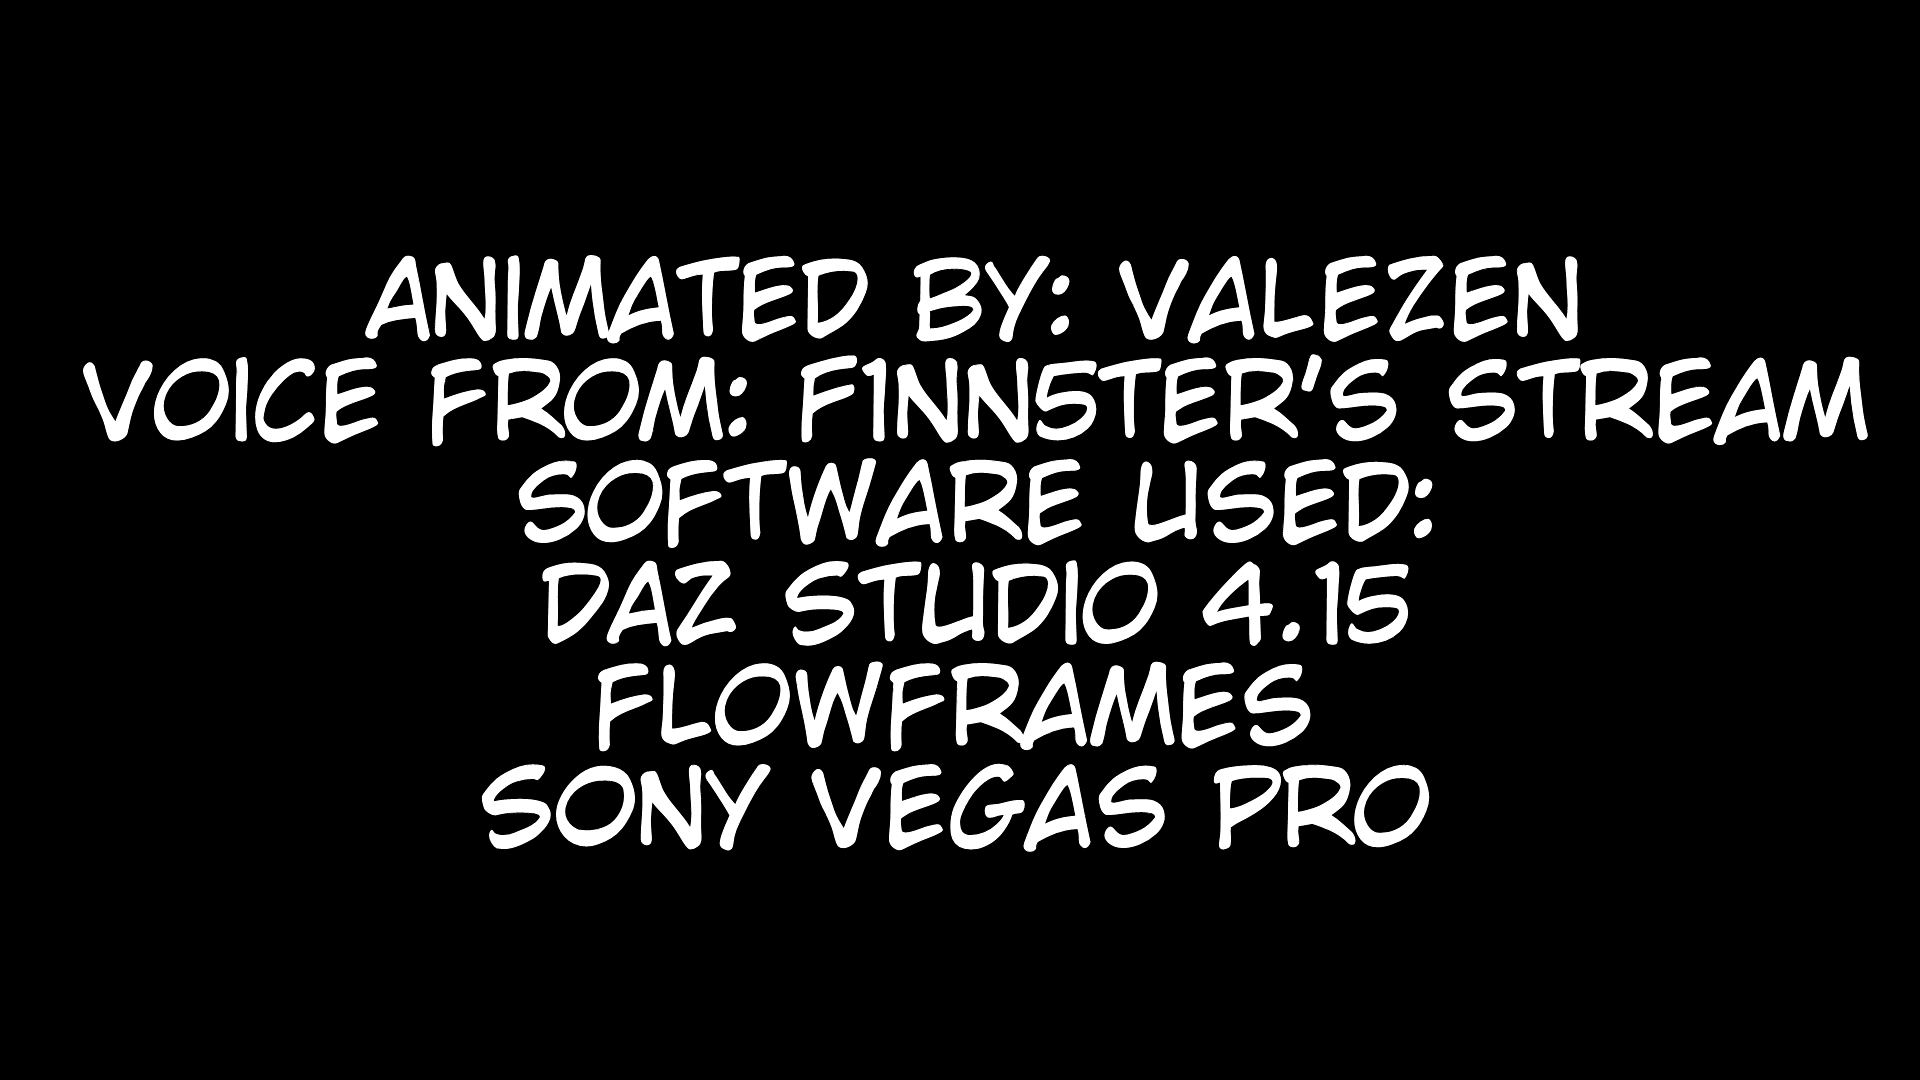 ANIMATED BY: VALEZEN
VOICE FROM: F1NN5TER'S STREAM
SOFTWARE USED:
DAZ STUDIO 4.15
FLOWFRAMES
SONY VEGAS PRO